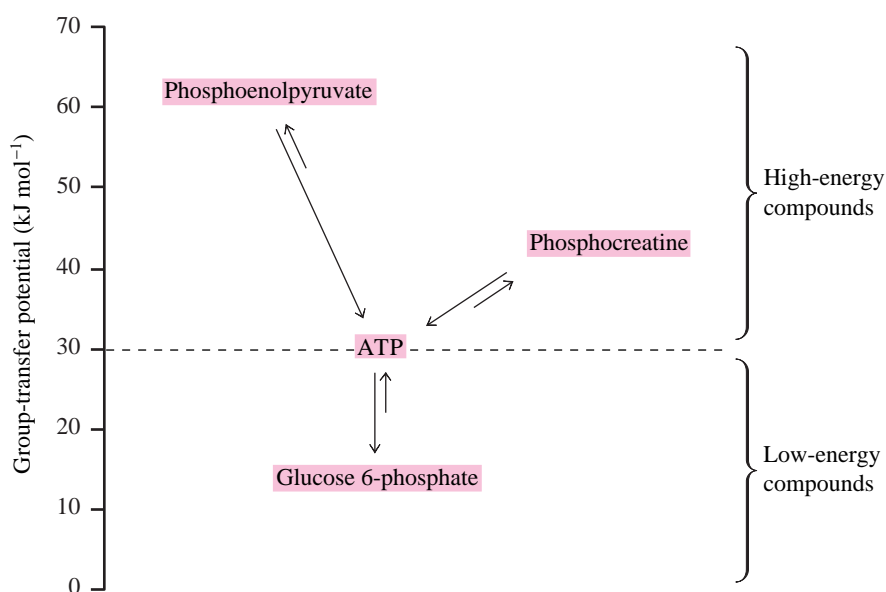 70
Phosphoenolpyruvate
60
50
High-energy
compounds
Phosphocreatine
40
Group-transfer potential (kJ mol⁻¹)
ATP
30
20
Glucose 6-phosphate
Low-energy
compounds
10
0